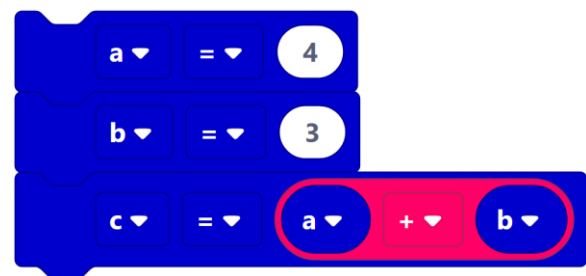 a = 4
b = 3
c = a + b